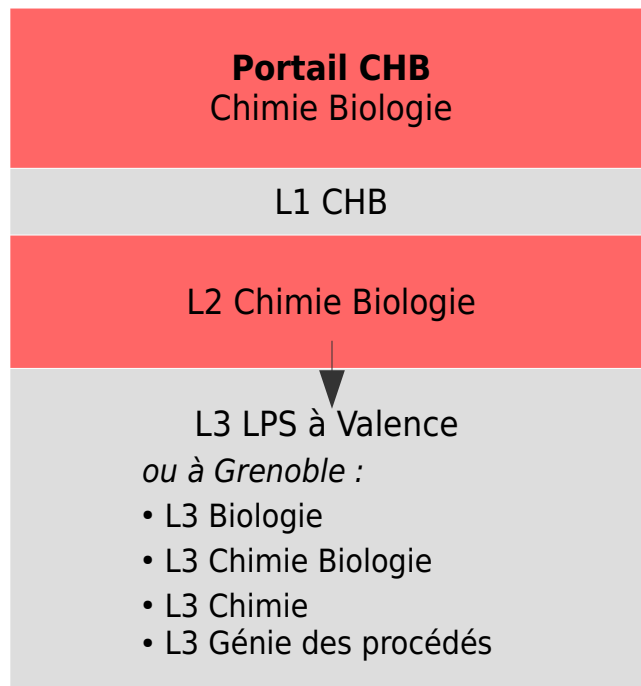 Portail CHB
Chimie Biologie
L1 CHB
L2 Chimie Biologie
L3 LPS à Valence
ou à Grenoble :
• L3 Biologie
• L3 Chimie Biologie
• L3 Chimie
• L3 Génie des procédés